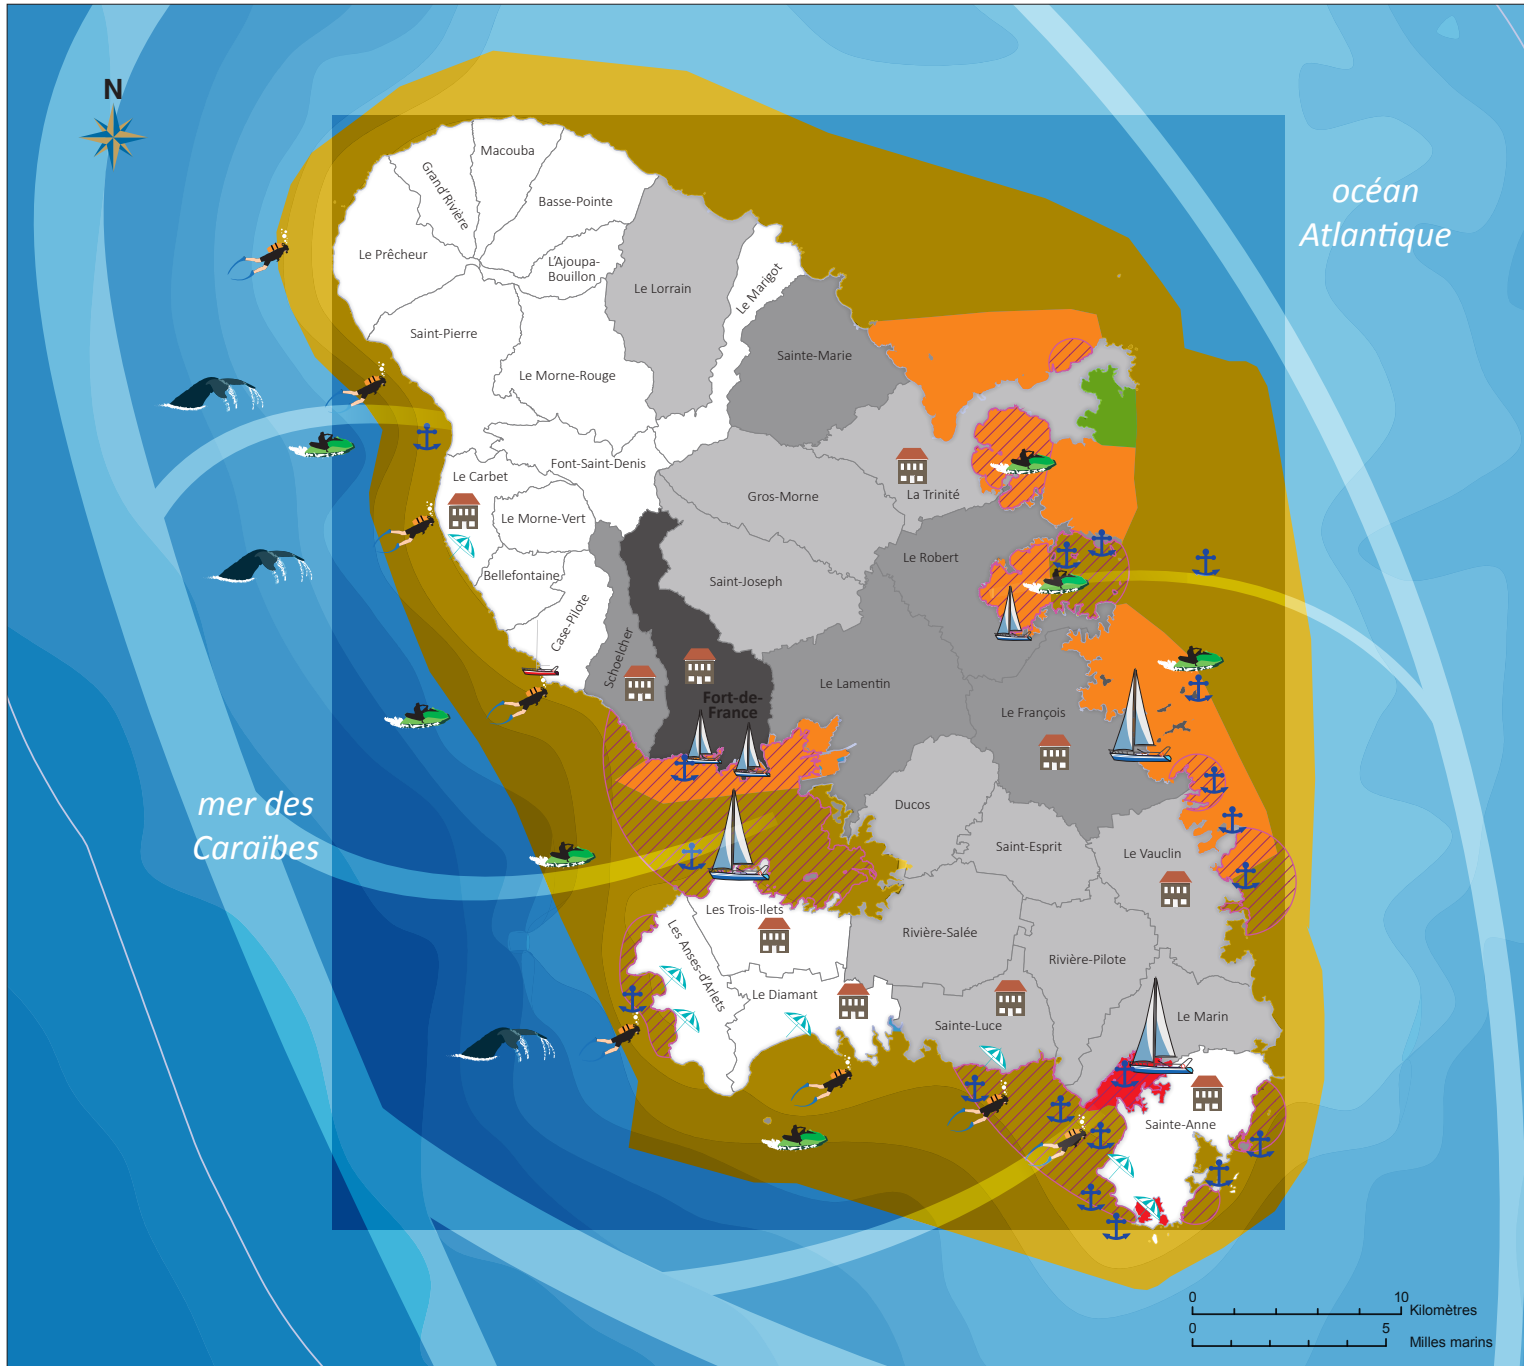 N
océan
Atlantique
Macouba
Grand'Rivière
Basse-Pointe
Le Prêcheur
L'Ajoupa-
Bouillon
Le Lorrain
Le Marigot
Saint-Pierre
Sainte-Marie
Le Morne-Rouge
Font-Saint-Denis
Le Carbet
Gros-Morne
La Trinité
Le Morne-Vert
Le Robert
Bellefontaine
Saint-Joseph
Case-Pilote
Schoelcher
Le Lamentin
Fort-de-
France
Le François
mer des
Caraïbes
Ducos
Saint-Esprit
Le Vauclin
Les Trois-Ilets
Rivière-Salée
Les Anses-d'Arlets
Rivière-Pilote
Le Diamant
Sainte-Luce
Le Marin
Sainte-Anne
0 10
Kilomètres
0 5
Milles marins